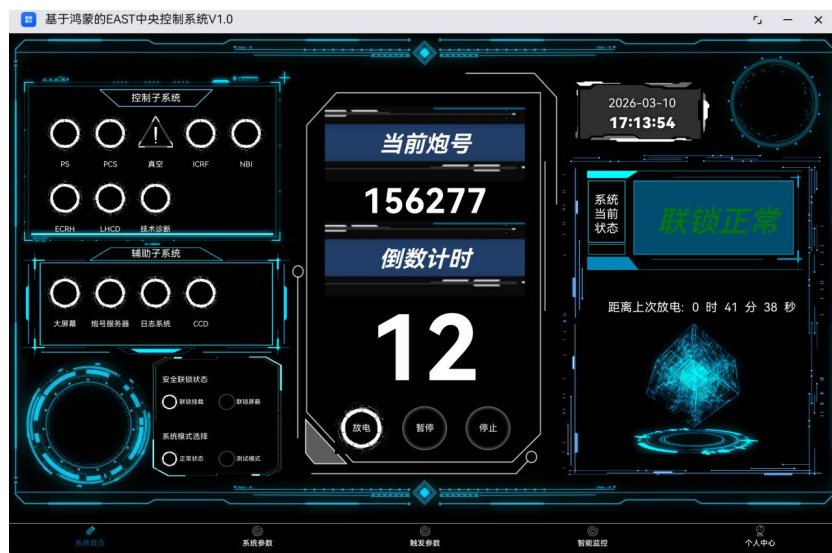 基于鸿蒙的EAST中央控制系统V1.0
控制子系统
PS PCS 真空 ICRF NBI
ECRH LHCD 技术诊断
辅助子系统
大屏幕 炮号服务器 日志系统 CCD
安全联锁状态
联锁挂载 联锁屏蔽
系统模式选择
正常状态 测试模式
当前炮号
156277
倒数计时
12
放电 暂停 停止
2026-03-10
17:13:54
系统
当前
状态
联锁正常
距离上次放电: 0 时 41 分 38 秒
系统首页 系统参数 触发参数 智能监控 个人中心